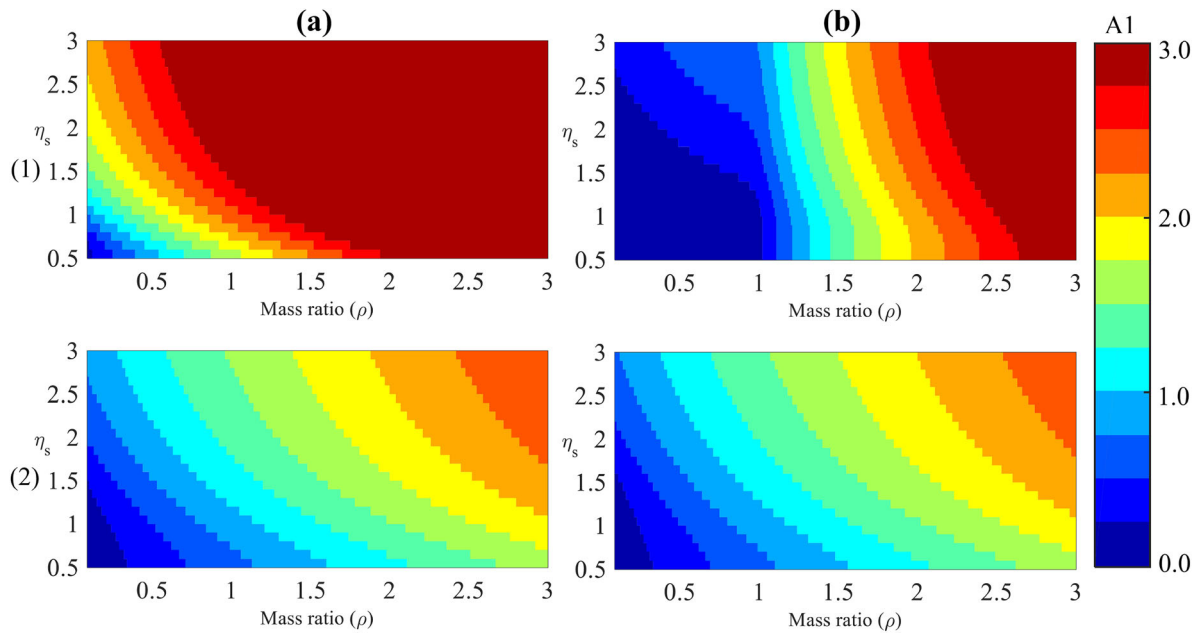 (a) (b) A1
3 3 3.0
2.5 2.5
ηs 2 ηs 2
(1)
1.5 1.5
1 1 2.0
0.5 0.5
0.5 1 1.5 2 2.5 3 0.5 1 1.5 2 2.5 3
Mass ratio (ρ) Mass ratio (ρ)
3 3
2.5 2.5 1.0
ηs 2 ηs 2
(2)
1.5 1.5
1 1
0.5 0.5 0.0
0.5 1 1.5 2 2.5 3 0.5 1 1.5 2 2.5 3
Mass ratio (ρ) Mass ratio (ρ)